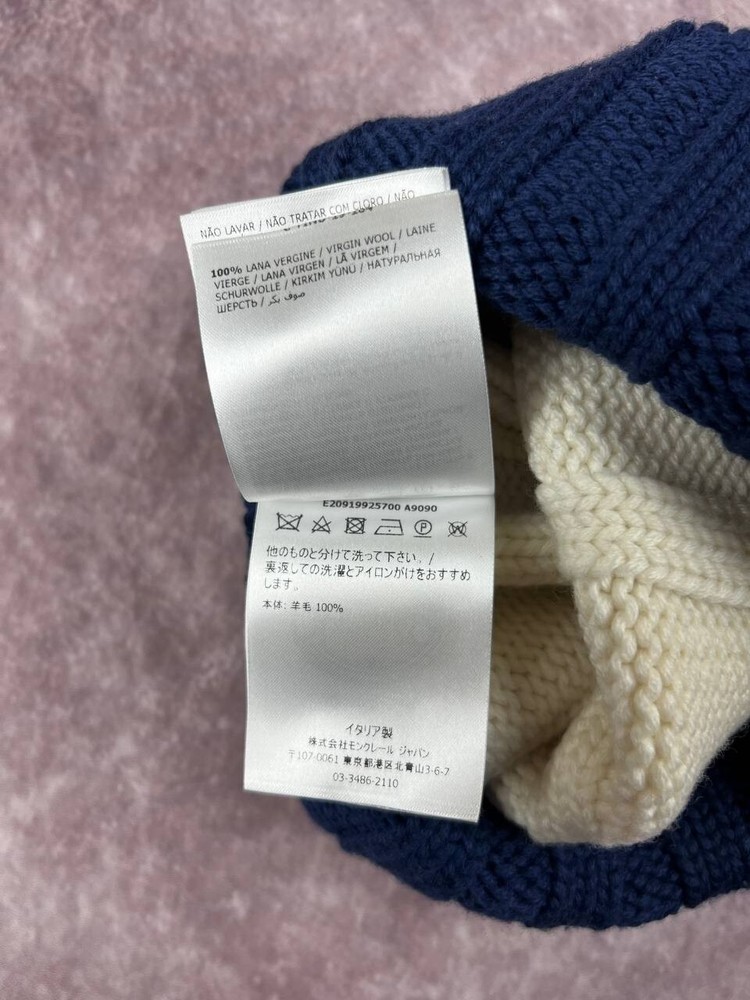 NÃO LAVAR / NÃO TRATAR COM CLORO / NÃO
100% LANA VERGINE / VIRGIN WOOL / LAINE
VIERGE / LANA VIRGEN / LÃ VIRGEM /
SCHURWOLLE / KIRKIM YÜNÜ / НАТУРАЛЬНАЯ
ШЕРСТЬ / صوف بكر
E20919925700 A9090
他のものと分けて洗って下さい。/
裏返しての洗濯とアイロンがけをおすすめ
します。
本体: 羊毛 100%
イタリア製
株式会社モンクレール ジャパン
〒107-0061 東京都港区北青山3-6-7
03-3486-2110